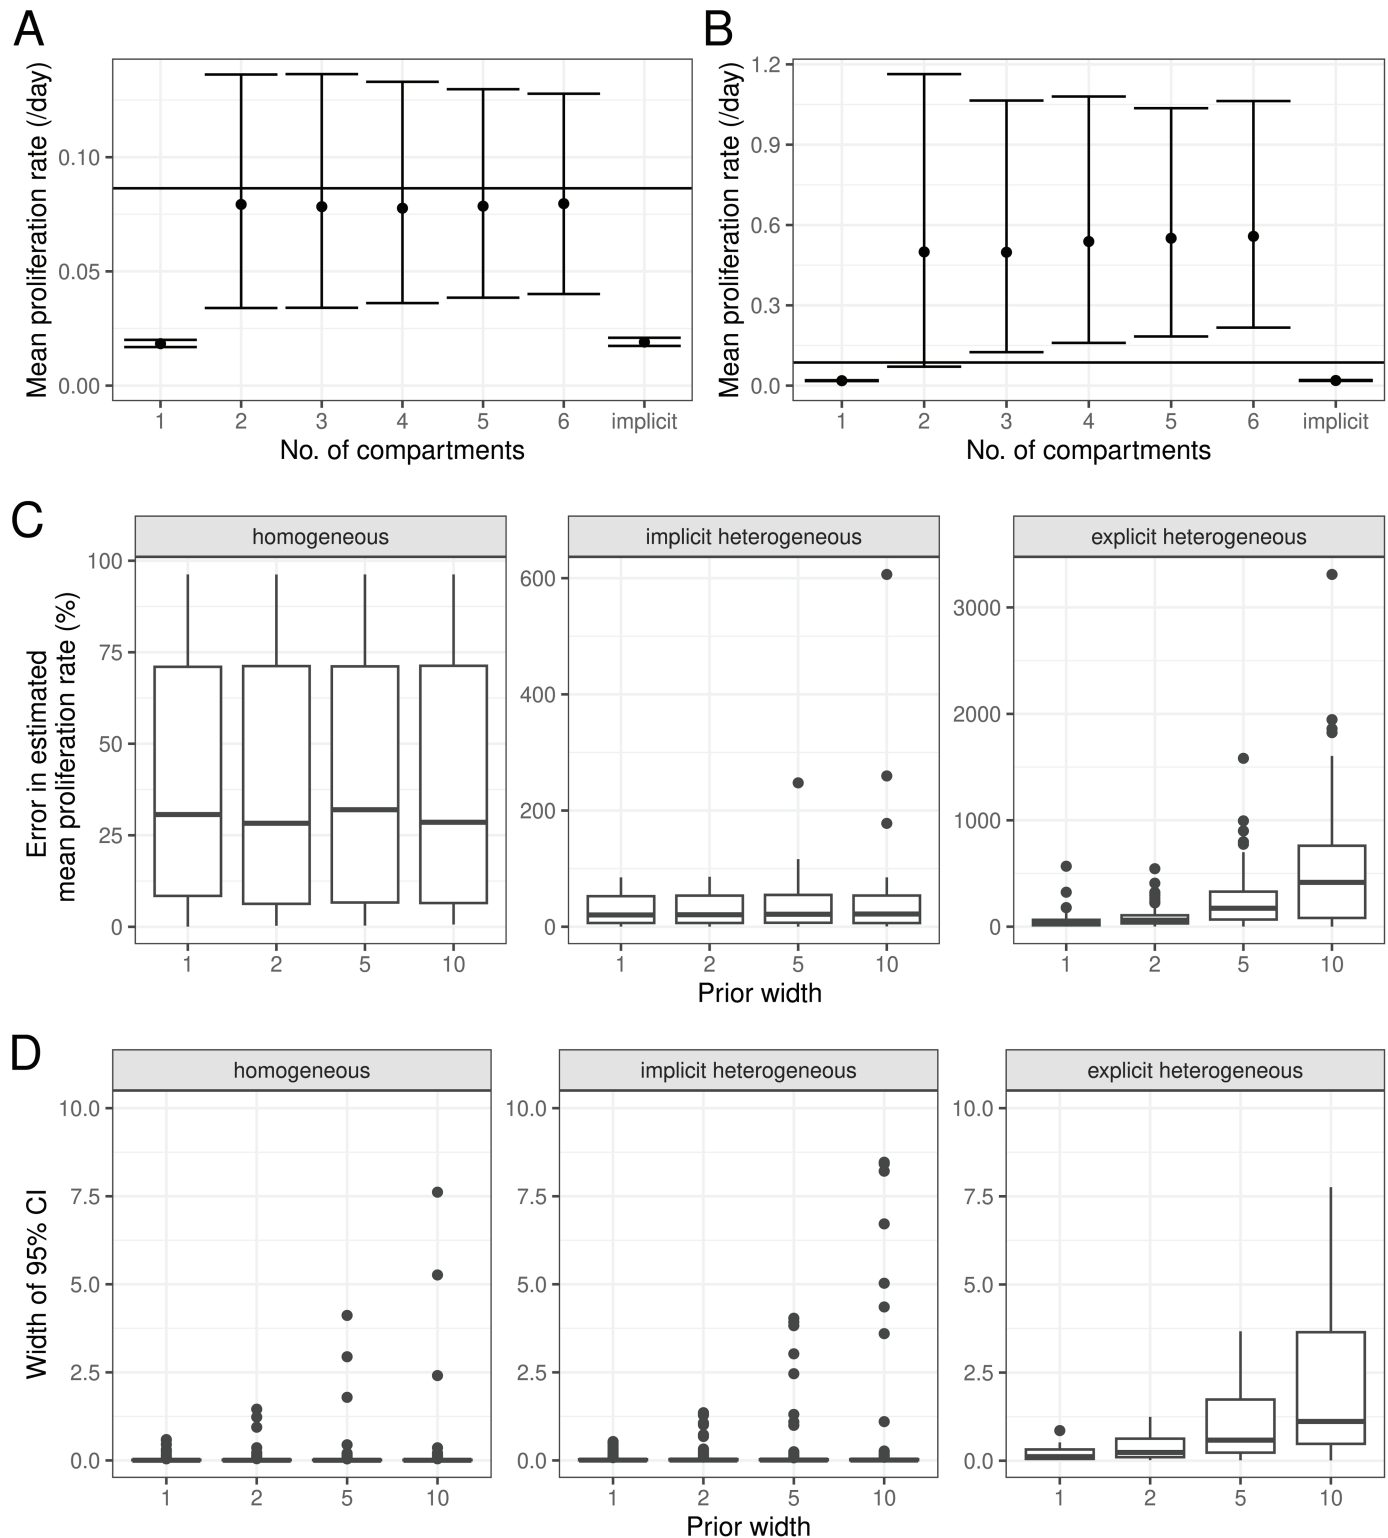 A
B
Mean proliferation rate (/day)
0.10
0.05
0.00
1 2 3 4 5 6 implicit
No. of compartments
Mean proliferation rate (/day)
1.2
0.9
0.6
0.3
0.0
1 2 3 4 5 6 implicit
No. of compartments
C
homogeneous
implicit heterogeneous
explicit heterogeneous
Error in estimated
mean proliferation rate (%)
100
75
50
25
0
600
400
200
0
3000
2000
1000
0
1 2 5 10
1 2 5 10
1 2 5 10
Prior width
D
homogeneous
implicit heterogeneous
explicit heterogeneous
Width of 95% CI
10.0
7.5
5.0
2.5
0.0
10.0
7.5
5.0
2.5
0.0
10.0
7.5
5.0
2.5
0.0
1 2 5 10
1 2 5 10
1 2 5 10
Prior width